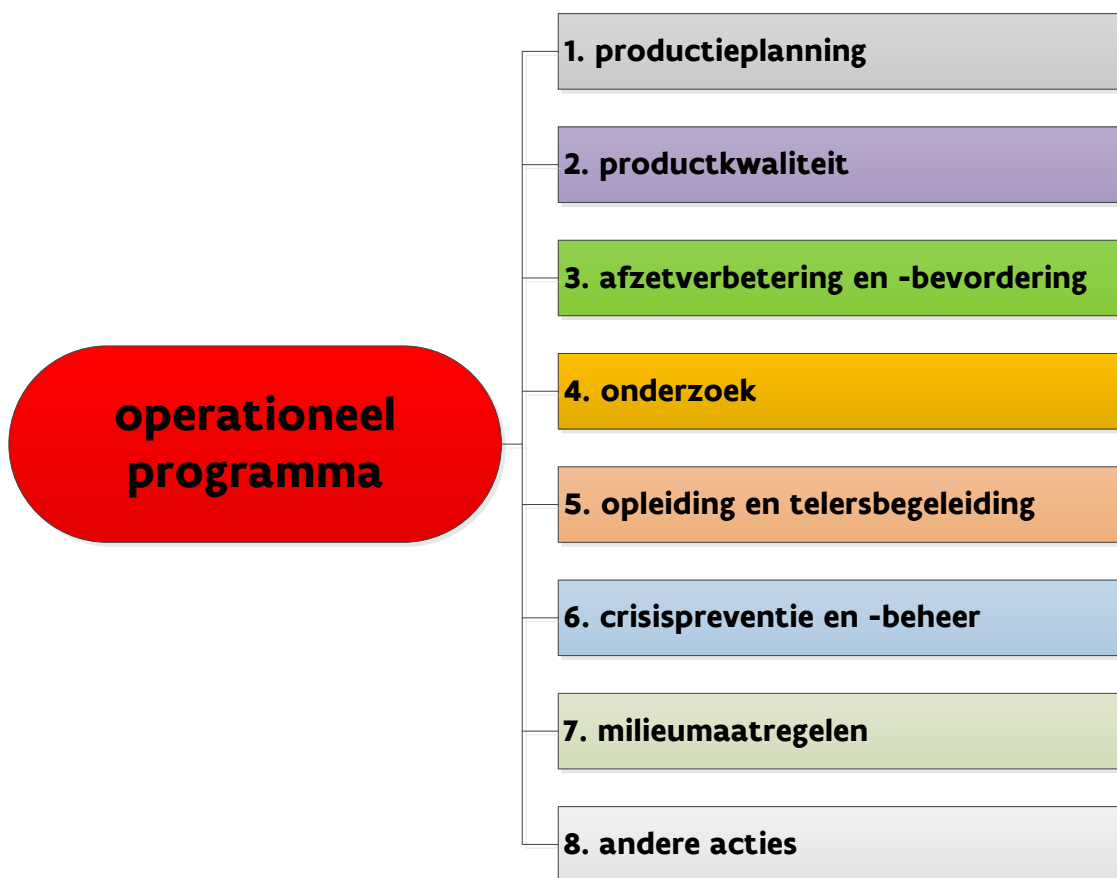 operationeel
programma
1. productieplanning
2. productkwaliteit
3. afzetverbetering en -bevordering
4. onderzoek
5. opleiding en telersbegeleiding
6. crisispreventie en -beheer
7. milieumaatregelen
8. andere acties